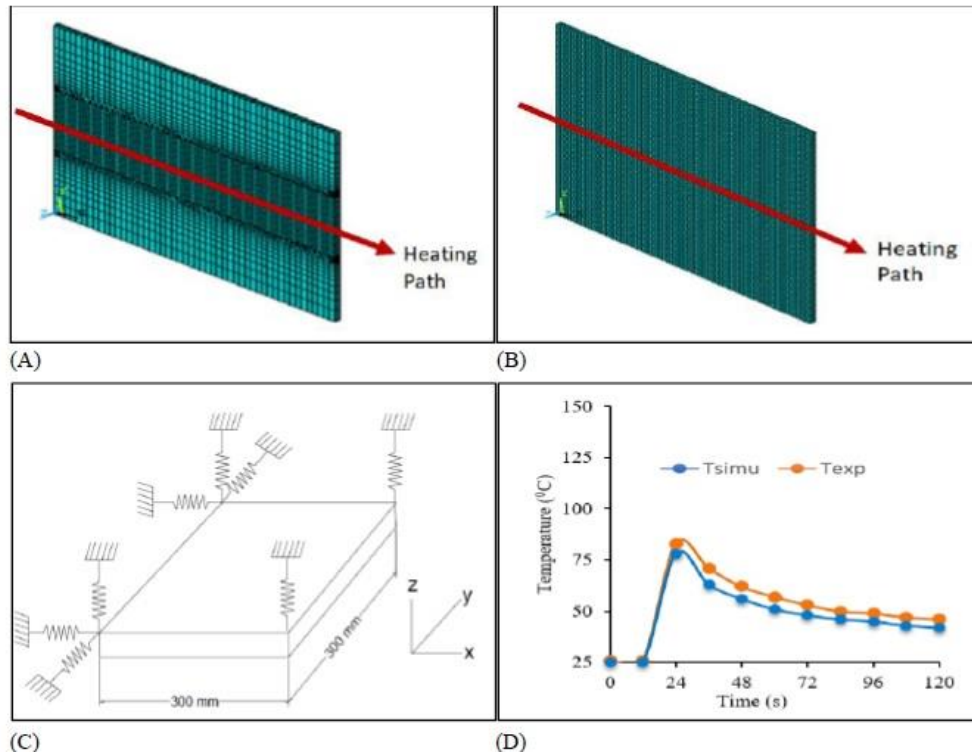 Heating
Path
(A)
Heating
Path
(B)
z
y
x
300 mm
300 mm
(C)
150
125
100
75
50
25
Temperature (⁰C)
Tsimu
Texp
0
24
48
72
96
120
Time (s)
(D)